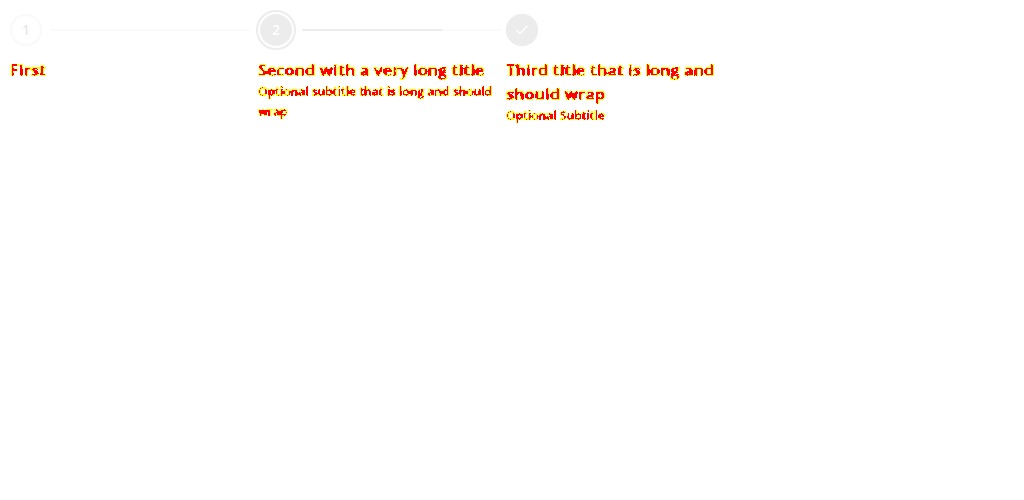 1
2
First
Second with a very long title
Optional subtitle that is long and should
wrap
Third title that is long and
should wrap
Optional Subtitle